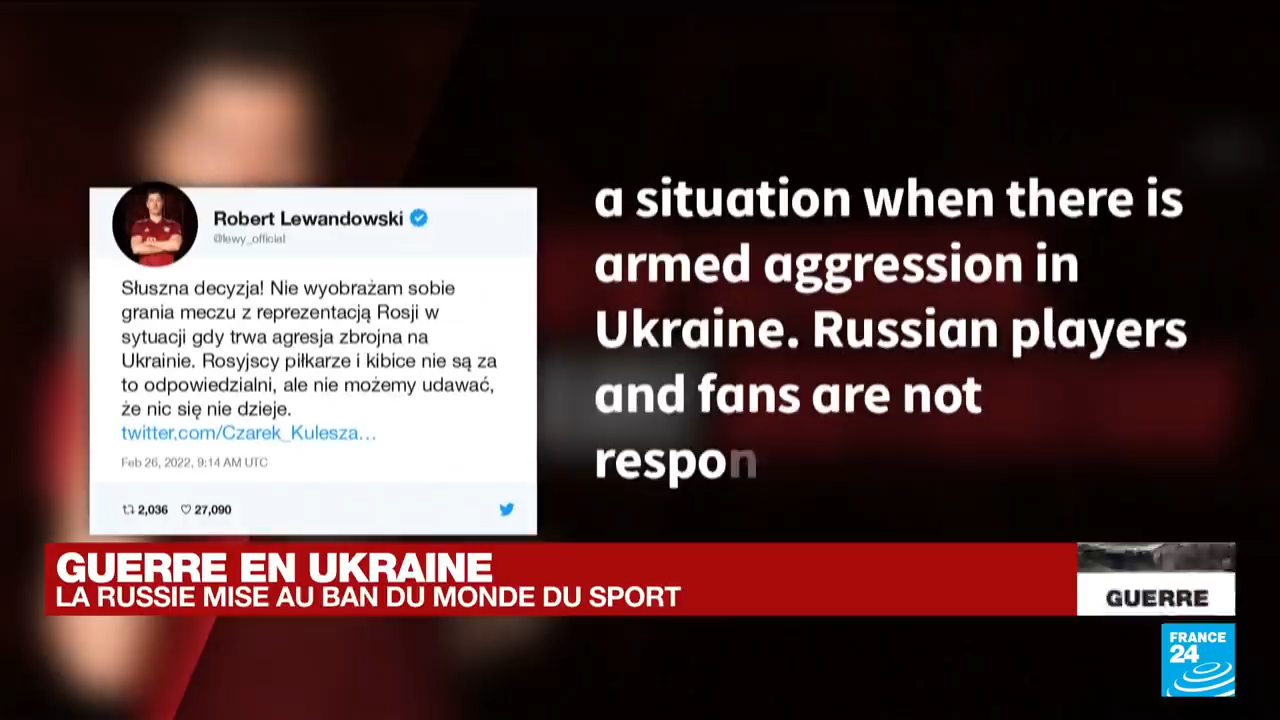 Robert Lewandowski
@lewy_official
Słuszna decyzja! Nie wyobrażam sobie
grania meczu z reprezentacją Rosji w
sytuacji gdy trwa agresja zbrojna na
Ukrainie. Rosyjscy piłkarze i kibice nie są za
to odpowiedzialni, ale nie możemy udawać,
że nic się nie dzieje.
twitter.com/Czarek_Kulesza…
Feb 26, 2022, 9:14 AM UTC
2,036 27,090
a situation when there is
armed aggression in
Ukraine. Russian players
and fans are not
respon
GUERRE EN UKRAINE
LA RUSSIE MISE AU BAN DU MONDE DU SPORT
GUERRE
FRANCE
24